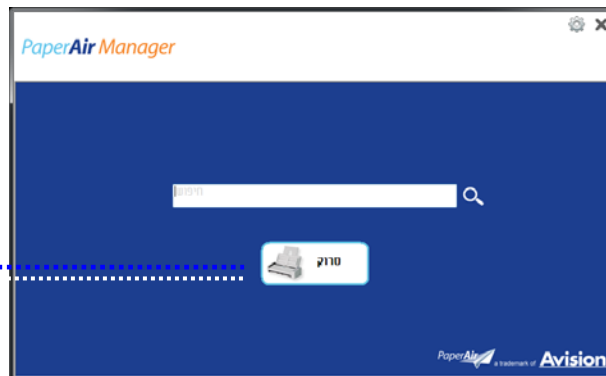 PaperAir Manager
חיפוש
סרוק
PaperAir a trademark of Avision